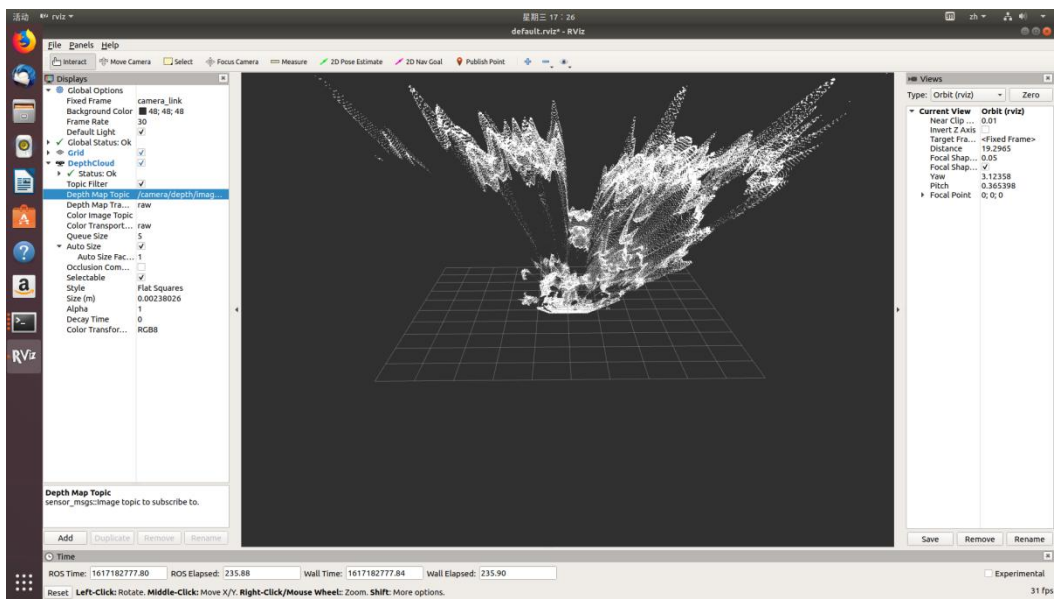 活动 rviz 星期三 17：26 zh
default.rviz* - RViz
File Panels Help
Interact Move Camera Select Focus Camera Measure 2D Pose Estimate 2D Nav Goal Publish Point
Displays
Global Options
Fixed Frame camera_link
Background Color 48; 48; 48
Frame Rate 30
Default Light
Global Status: Ok
Grid
DepthCloud
Status: Ok
Topic Filter
Depth Map Topic /camera/depth/imag...
Depth Map Tra... raw
Color Image Topic
Color Transport... raw
Queue Size 5
Auto Size
Auto Size Fac... 1
Occlusion Com...
Selectable
Style Flat Squares
Size (m) 0.00238026
Alpha 1
Decay Time 0
Color Transfor... RGB8
Depth Map Topic
sensor_msgs::Image topic to subscribe to.
Add Duplicate Remove Rename
Views
Type: Orbit (rviz) Zero
Current View Orbit (rviz)
Near Clip ... 0.01
Invert Z Axis
Target Fra... <Fixed Frame>
Distance 19.2965
Focal Shap... 0.05
Focal Shap...
Yaw 3.12358
Pitch 0.365398
Focal Point 0; 0; 0
Save Remove Rename
Time
ROS Time: 1617182777.80 ROS Elapsed: 235.88 Wall Time: 1617182777.84 Wall Elapsed: 235.90 Experimental
Reset Left-Click: Rotate. Middle-Click: Move X/Y. Right-Click/Mouse Wheel:: Zoom. Shift: More options. 31 fps
RViz